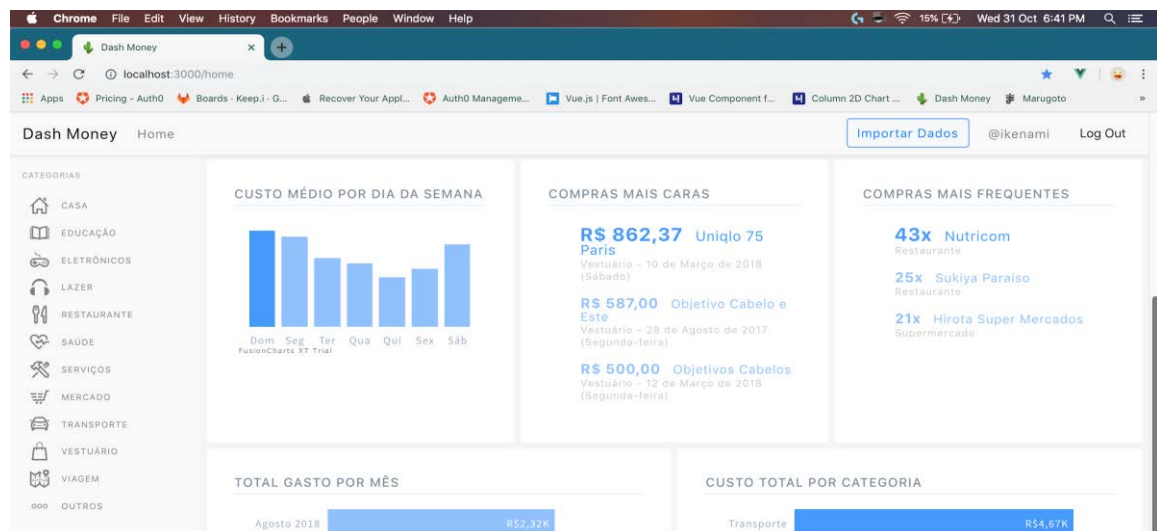 Chrome File Edit View History Bookmarks People Window Help 15% Wed 31 Oct 6:41 PM
Dash Money
localhost:3000/home
Apps Pricing - Auth0 Boards · Keep.i · G... Recover Your Appl... Auth0 Manageme... Vue.js | Font Awes... Vue Component f... Column 2D Chart ... Dash Money Marugoto »
Dash Money Home Importar Dados @ikenami Log Out
CATEGORIAS
CASA
EDUCAÇÃO
ELETRÔNICOS
LAZER
RESTAURANTE
SAÚDE
SERVIÇOS
MERCADO
TRANSPORTE
VESTUÁRIO
VIAGEM
OUTROS
CUSTO MÉDIO POR DIA DA SEMANA
Dom Seg Ter Qua Qui Sex Sáb
FusionCharts XT Trial
COMPRAS MAIS CARAS
R$ 862,37 Uniqlo 75
Paris
Vestuário - 10 de Março de 2018
(Sábado)
R$ 587,00 Objetivo Cabelo e
Este
Vestuário - 28 de Agosto de 2017
(Segunda-feira)
R$ 500,00 Objetivos Cabelos
Vestuário - 12 de Março de 2018
(Segunda-feira)
COMPRAS MAIS FREQUENTES
43x Nutricom
Restaurante
25x Sukiya Paraiso
Restaurante
21x Hirota Super Mercados
Supermercado
TOTAL GASTO POR MÊS
Agosto 2018 R$2,32K
CUSTO TOTAL POR CATEGORIA
Transporte R$4,67K